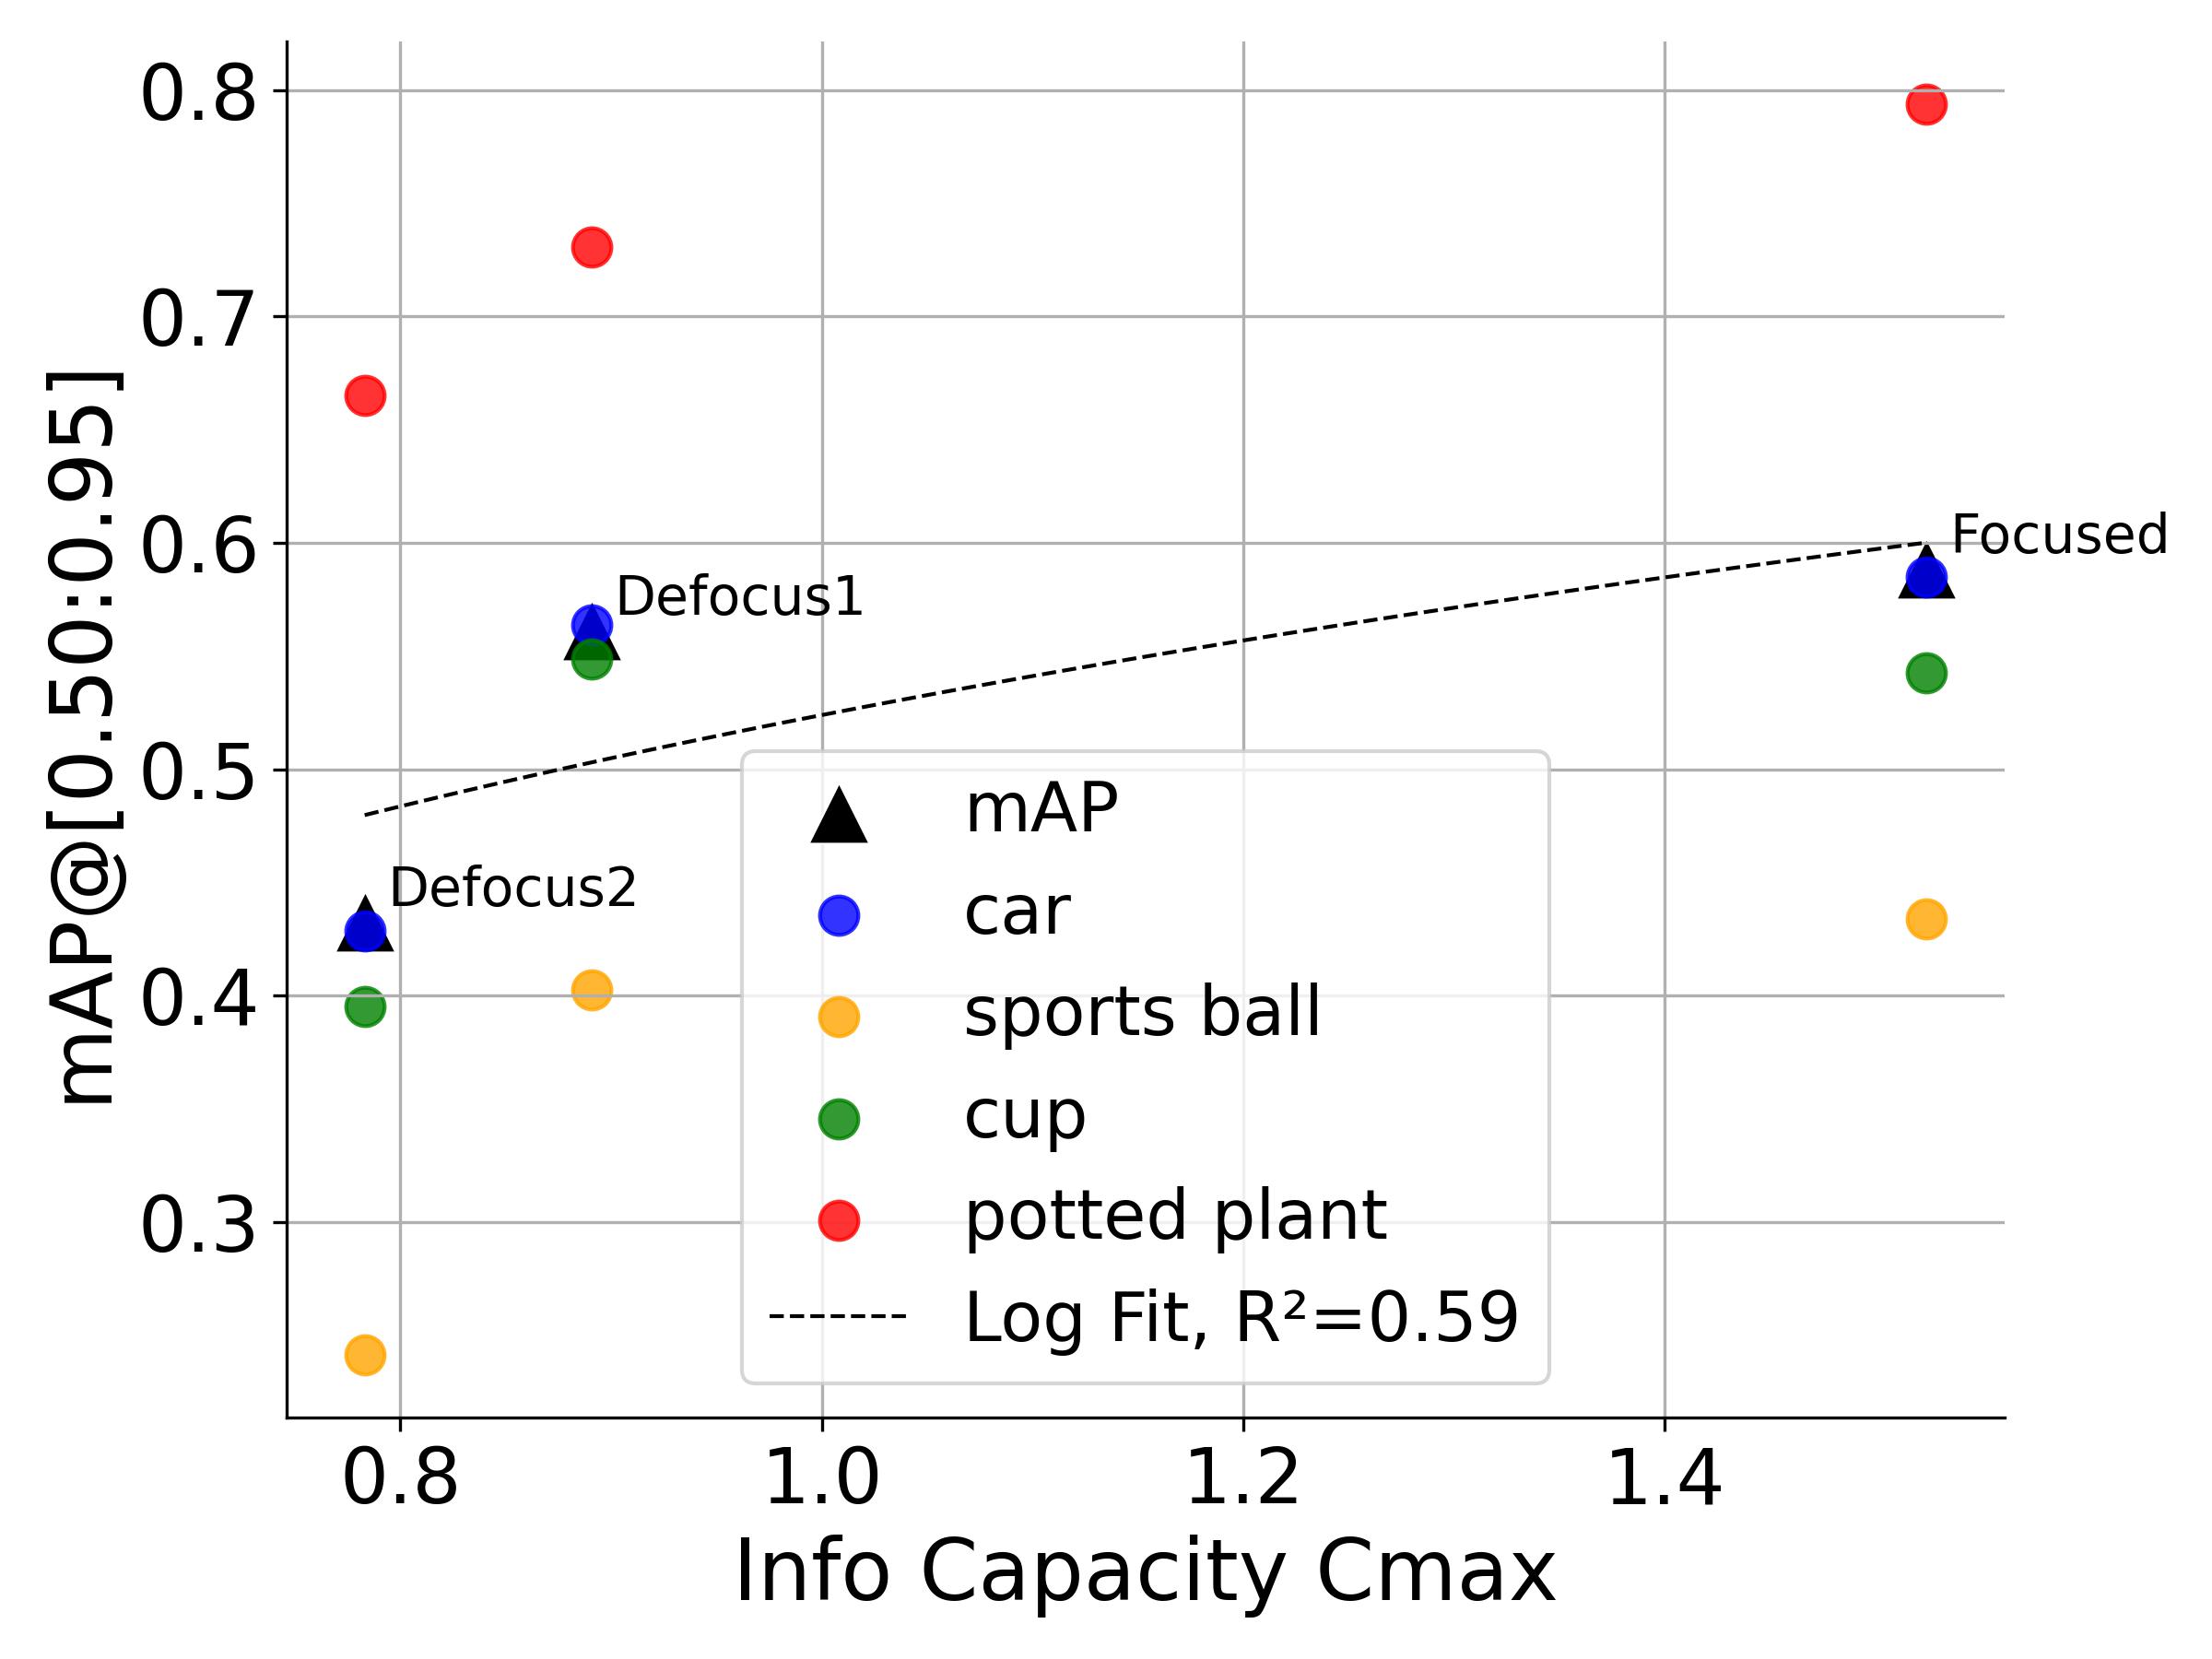 mAP@[0.50:0.95]
0.8
0.7
0.6
0.5
0.4
0.3
Focused
Defocus1
Defocus2
mAP
car
sports ball
cup
potted plant
Log Fit, R²=0.59
0.8
1.0
1.2
1.4
Info Capacity Cmax